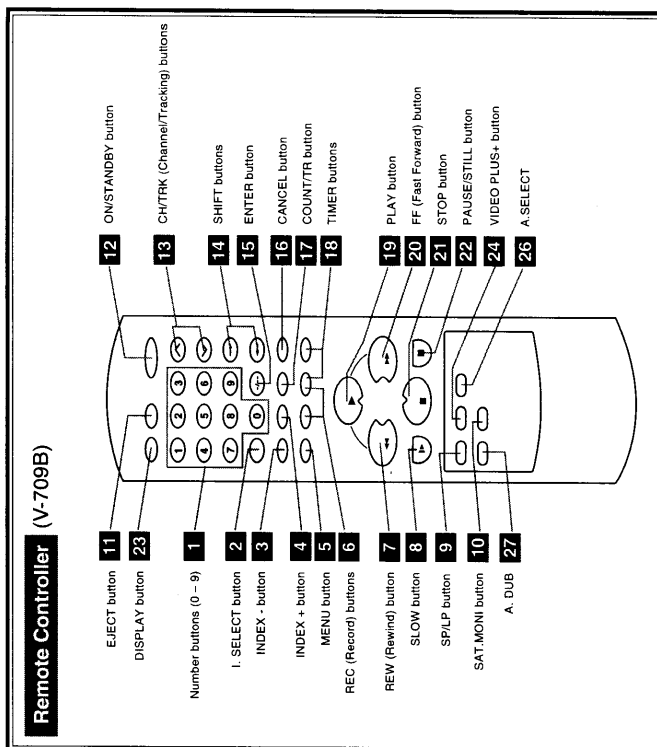 Remote Controller (V-709B)
EJECT button 11
DISPLAY button 23
Number buttons (0 – 9) 1
I. SELECT button 2
INDEX - button 3
INDEX + button 4
MENU button 5
REC (Record) buttons 6
REW (Rewind) button 7
SLOW button 8
SP/LP button 9
SAT.MONI button 10
A. DUB 27
1 2 3
4 5 6
7 8 9
0 -/--
12 ON/STANDBY button
13 CH/TRK (Channel/Tracking) buttons
14 SHIFT buttons
15 ENTER button
16 CANCEL button
17 COUNT/TR button
18 TIMER buttons
19 PLAY button
20 FF (Fast Forward) button
21 STOP button
22 PAUSE/STILL button
24 VIDEO PLUS+ button
26 A.SELECT